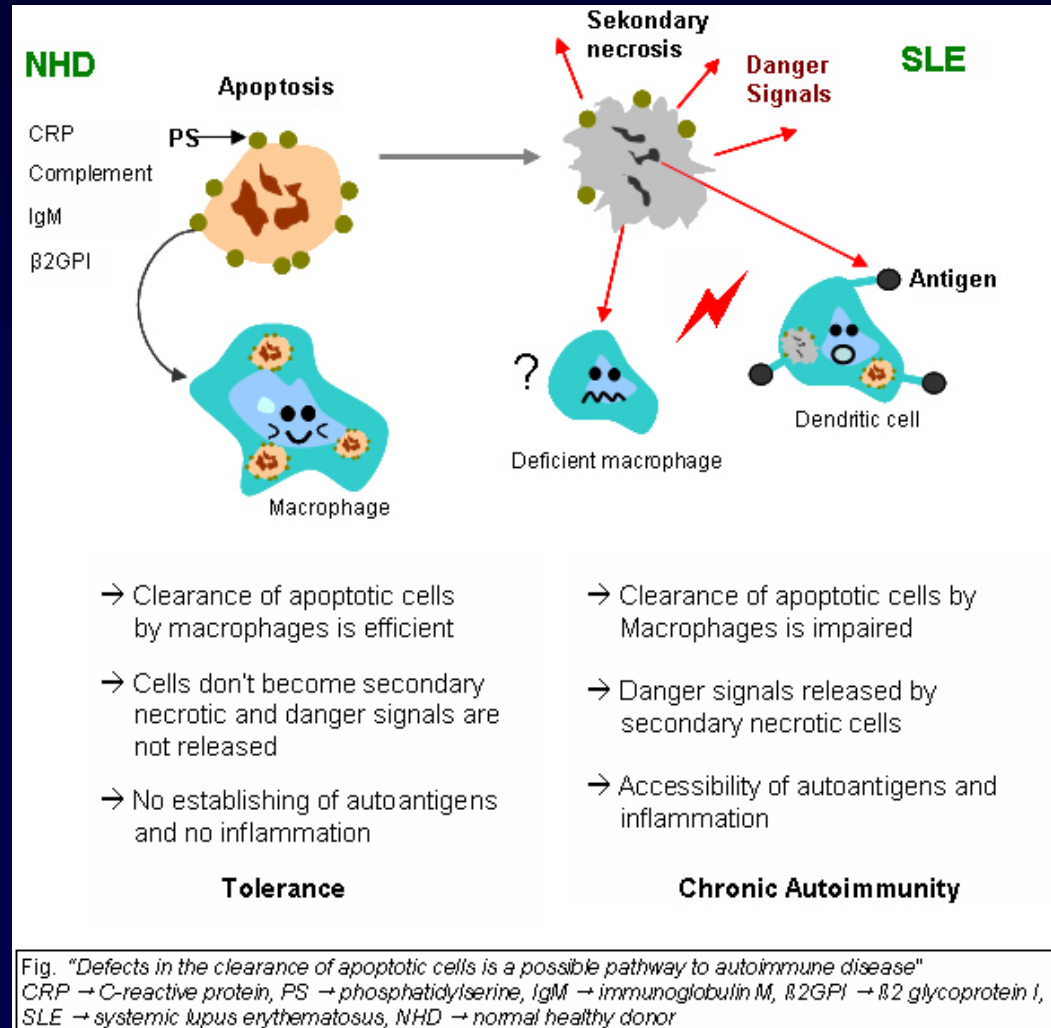 NHD
Apoptosis
CRP
Complement
IgM
β2GPI
PS
Sekondary
necrosis
Danger
Signals
SLE
Antigen
Dendritic cell
?
Deficient macrophage
Macrophage
→ Clearance of apoptotic cells
by macrophages is efficient
→ Cells don't become secondary
necrotic and danger signals are
not released
→ No establishing of autoantigens
and no inflammation
Tolerance
→ Clearance of apoptotic cells by
Macrophages is impaired
→ Danger signals released by
secondary necrotic cells
→ Accessibility of autoantigens and
inflammation
Chronic Autoimmunity
Fig. "Defects in the clearance of apoptotic cells is a possible pathway to autoimmune disease"
CRP → C-reactive protein, PS → phosphatidylserine, IgM → immunoglobulin M, ß2GPI → ß2 glycoprotein I,
SLE → systemic lupus erythematosus, NHD → normal healthy donor